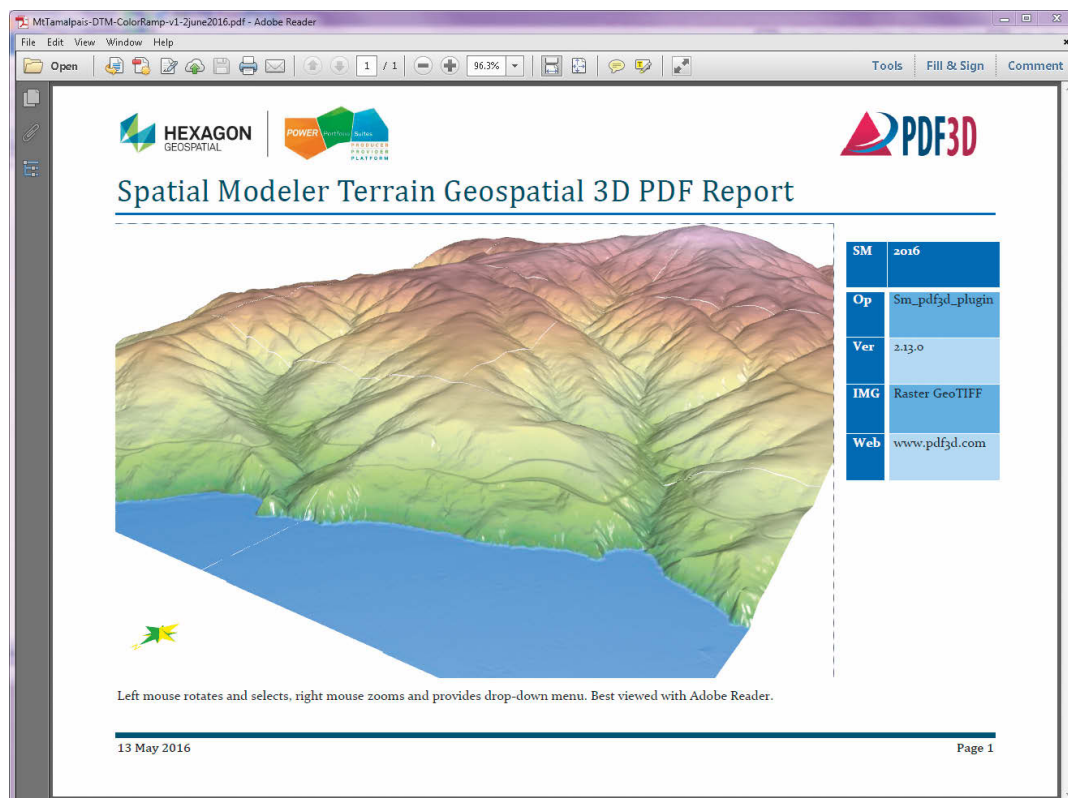 MtTamalpais-DTM-ColorRamp-v1-2june2016.pdf - Adobe Reader
File Edit View Window Help
Open 1 / 1 96.3% Tools Fill & Sign Comment
HEXAGON
GEOSPATIAL
POWER Portfolio Suites
PRODUCER
PROVIDER
PLATFORM
PDF3D
Spatial Modeler Terrain Geospatial 3D PDF Report
SM 2016
Op Sm_pdf3d_plugin
Ver 2.13.0
IMG Raster GeoTIFF
Web www.pdf3d.com
Left mouse rotates and selects, right mouse zooms and provides drop-down menu. Best viewed with Adobe Reader.
13 May 2016 Page 1